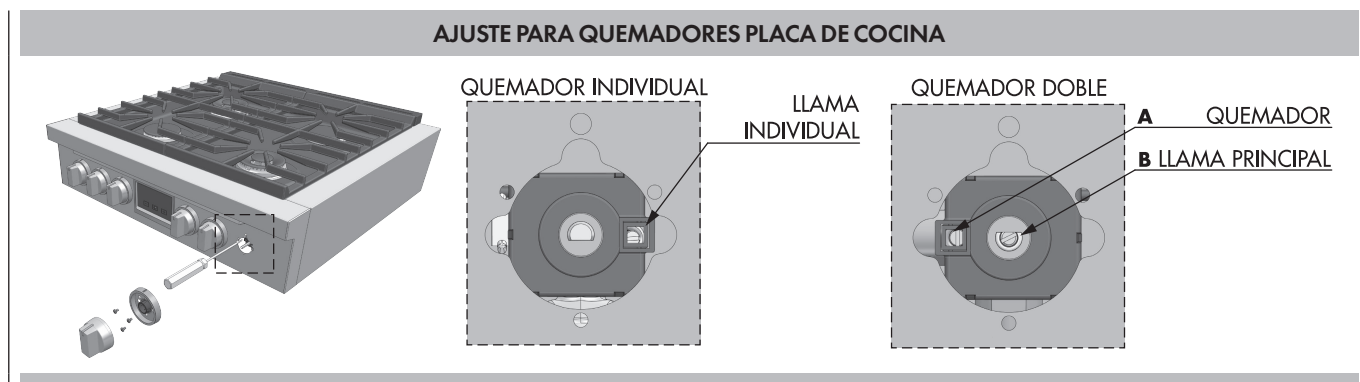 AJUSTE PARA QUEMADORES PLACA DE COCINA
QUEMADOR INDIVIDUAL
LLAMA
INDIVIDUAL
QUEMADOR DOBLE
A QUEMADOR
B LLAMA PRINCIPAL